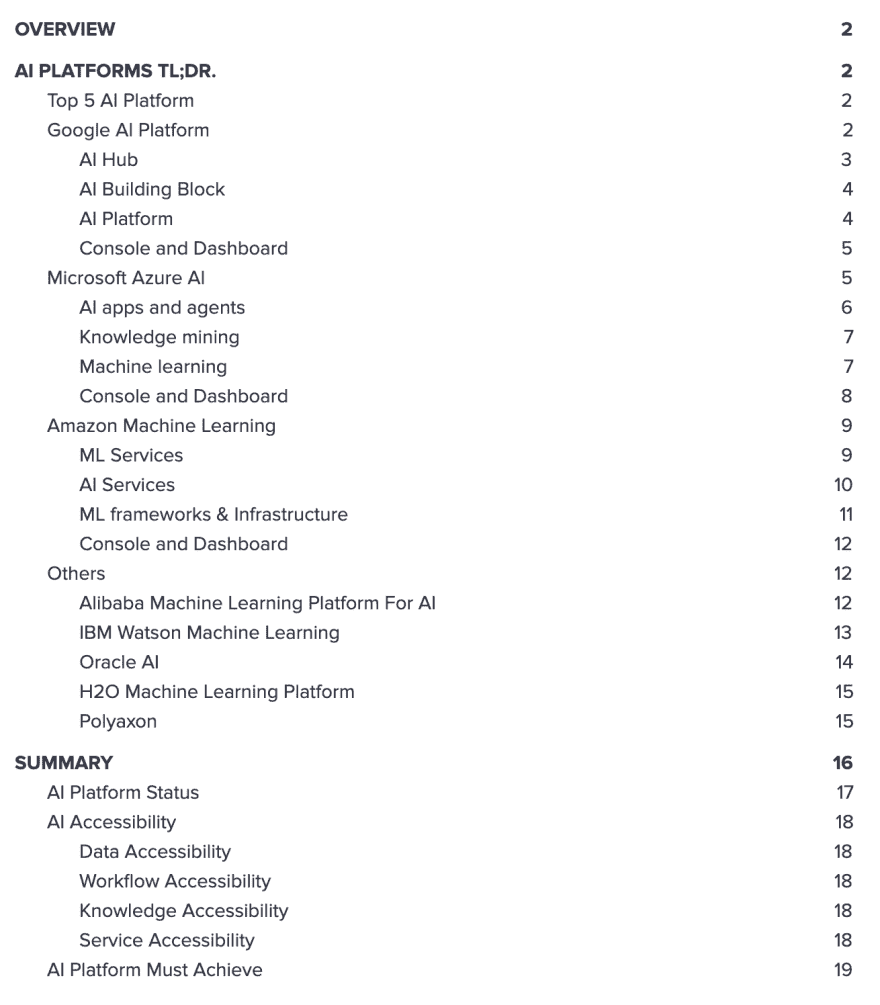 OVERVIEW 2
AI PLATFORMS TL;DR. 2
Top 5 AI Platform 2
Google AI Platform 2
AI Hub 3
AI Building Block 4
AI Platform 4
Console and Dashboard 5
Microsoft Azure AI 5
AI apps and agents 6
Knowledge mining 7
Machine learning 7
Console and Dashboard 8
Amazon Machine Learning 9
ML Services 9
AI Services 10
ML frameworks & Infrastructure 11
Console and Dashboard 12
Others 12
Alibaba Machine Learning Platform For AI 12
IBM Watson Machine Learning 13
Oracle AI 14
H2O Machine Learning Platform 15
Polyaxon 15
SUMMARY 16
AI Platform Status 17
AI Accessibility 18
Data Accessibility 18
Workflow Accessibility 18
Knowledge Accessibility 18
Service Accessibility 18
AI Platform Must Achieve 19